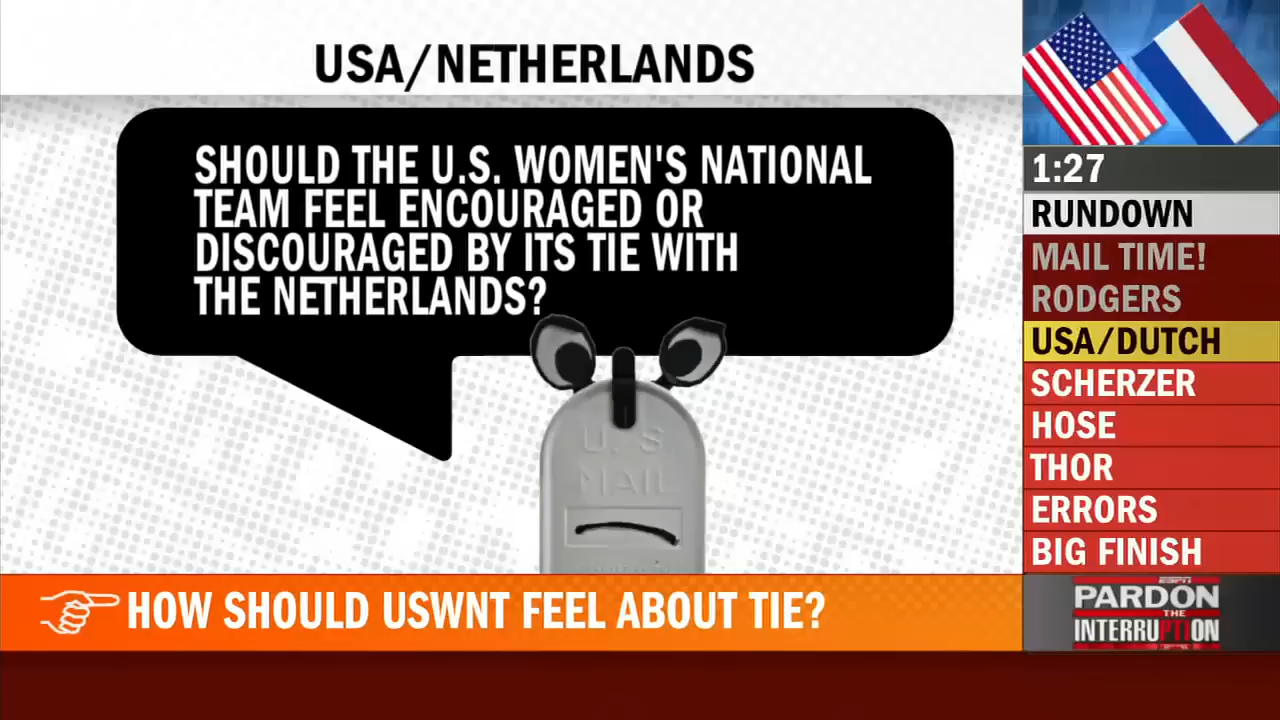 USA/NETHERLANDS
SHOULD THE U.S. WOMEN'S NATIONAL
TEAM FEEL ENCOURAGED OR
DISCOURAGED BY ITS TIE WITH
THE NETHERLANDS?
U.S.
MAIL
HOW SHOULD USWNT FEEL ABOUT TIE?
1:27
RUNDOWN
MAIL TIME!
RODGERS
USA/DUTCH
SCHERZER
HOSE
THOR
ERRORS
BIG FINISH
ESPN
PARDON
THE
INTERRUPTION